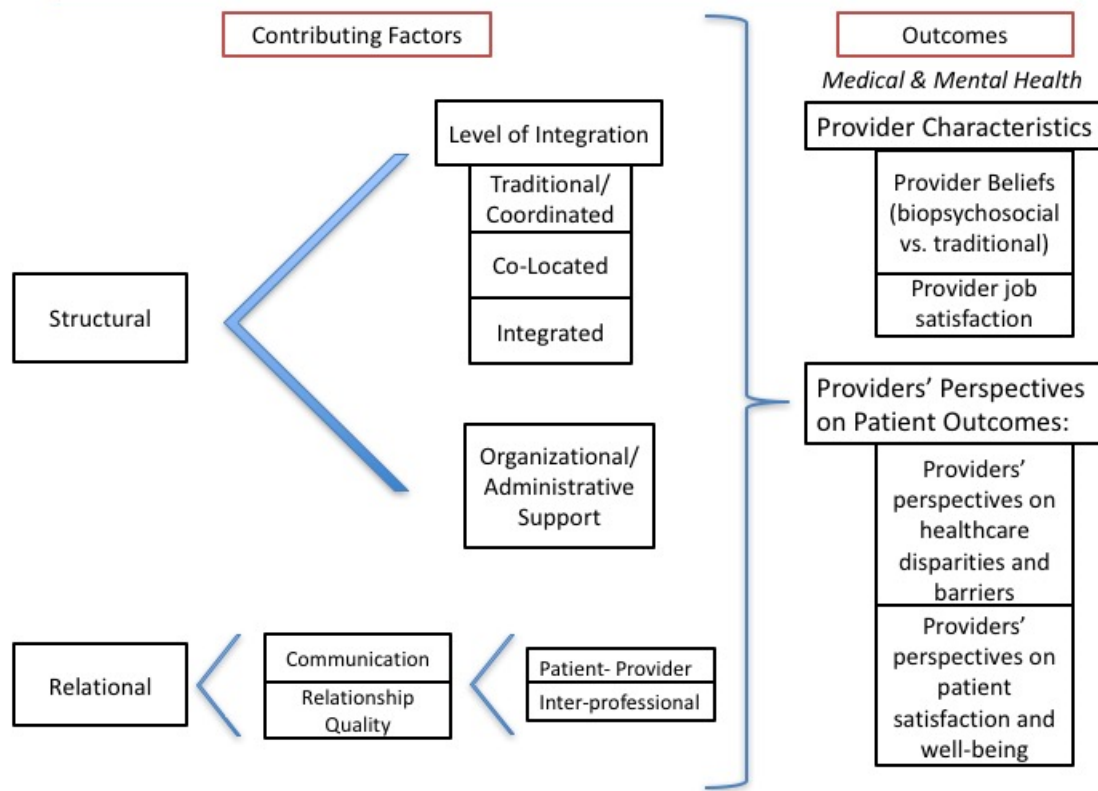 Contributing Factors
Level of Integration
Traditional/
Coordinated
Co-Located
Integrated
Structural
Organizational/
Administrative
Support
Relational
Communication
Relationship
Quality
Patient- Provider
Inter-professional
Outcomes
Medical & Mental Health
Provider Characteristics
Provider Beliefs
(biopsychosocial
vs. traditional)
Provider job
satisfaction
Providers’ Perspectives
on Patient Outcomes:
Providers’
perspectives on
healthcare
disparities and
barriers
Providers’
perspectives on
patient
satisfaction and
well-being